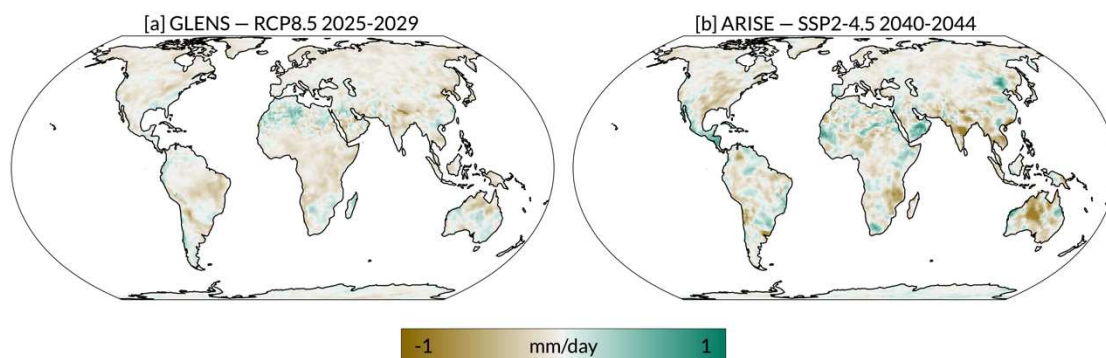 [a] GLENS — RCP8.5 2025-2029
[b] ARISE — SSP2-4.5 2040-2044
-1 mm/day 1